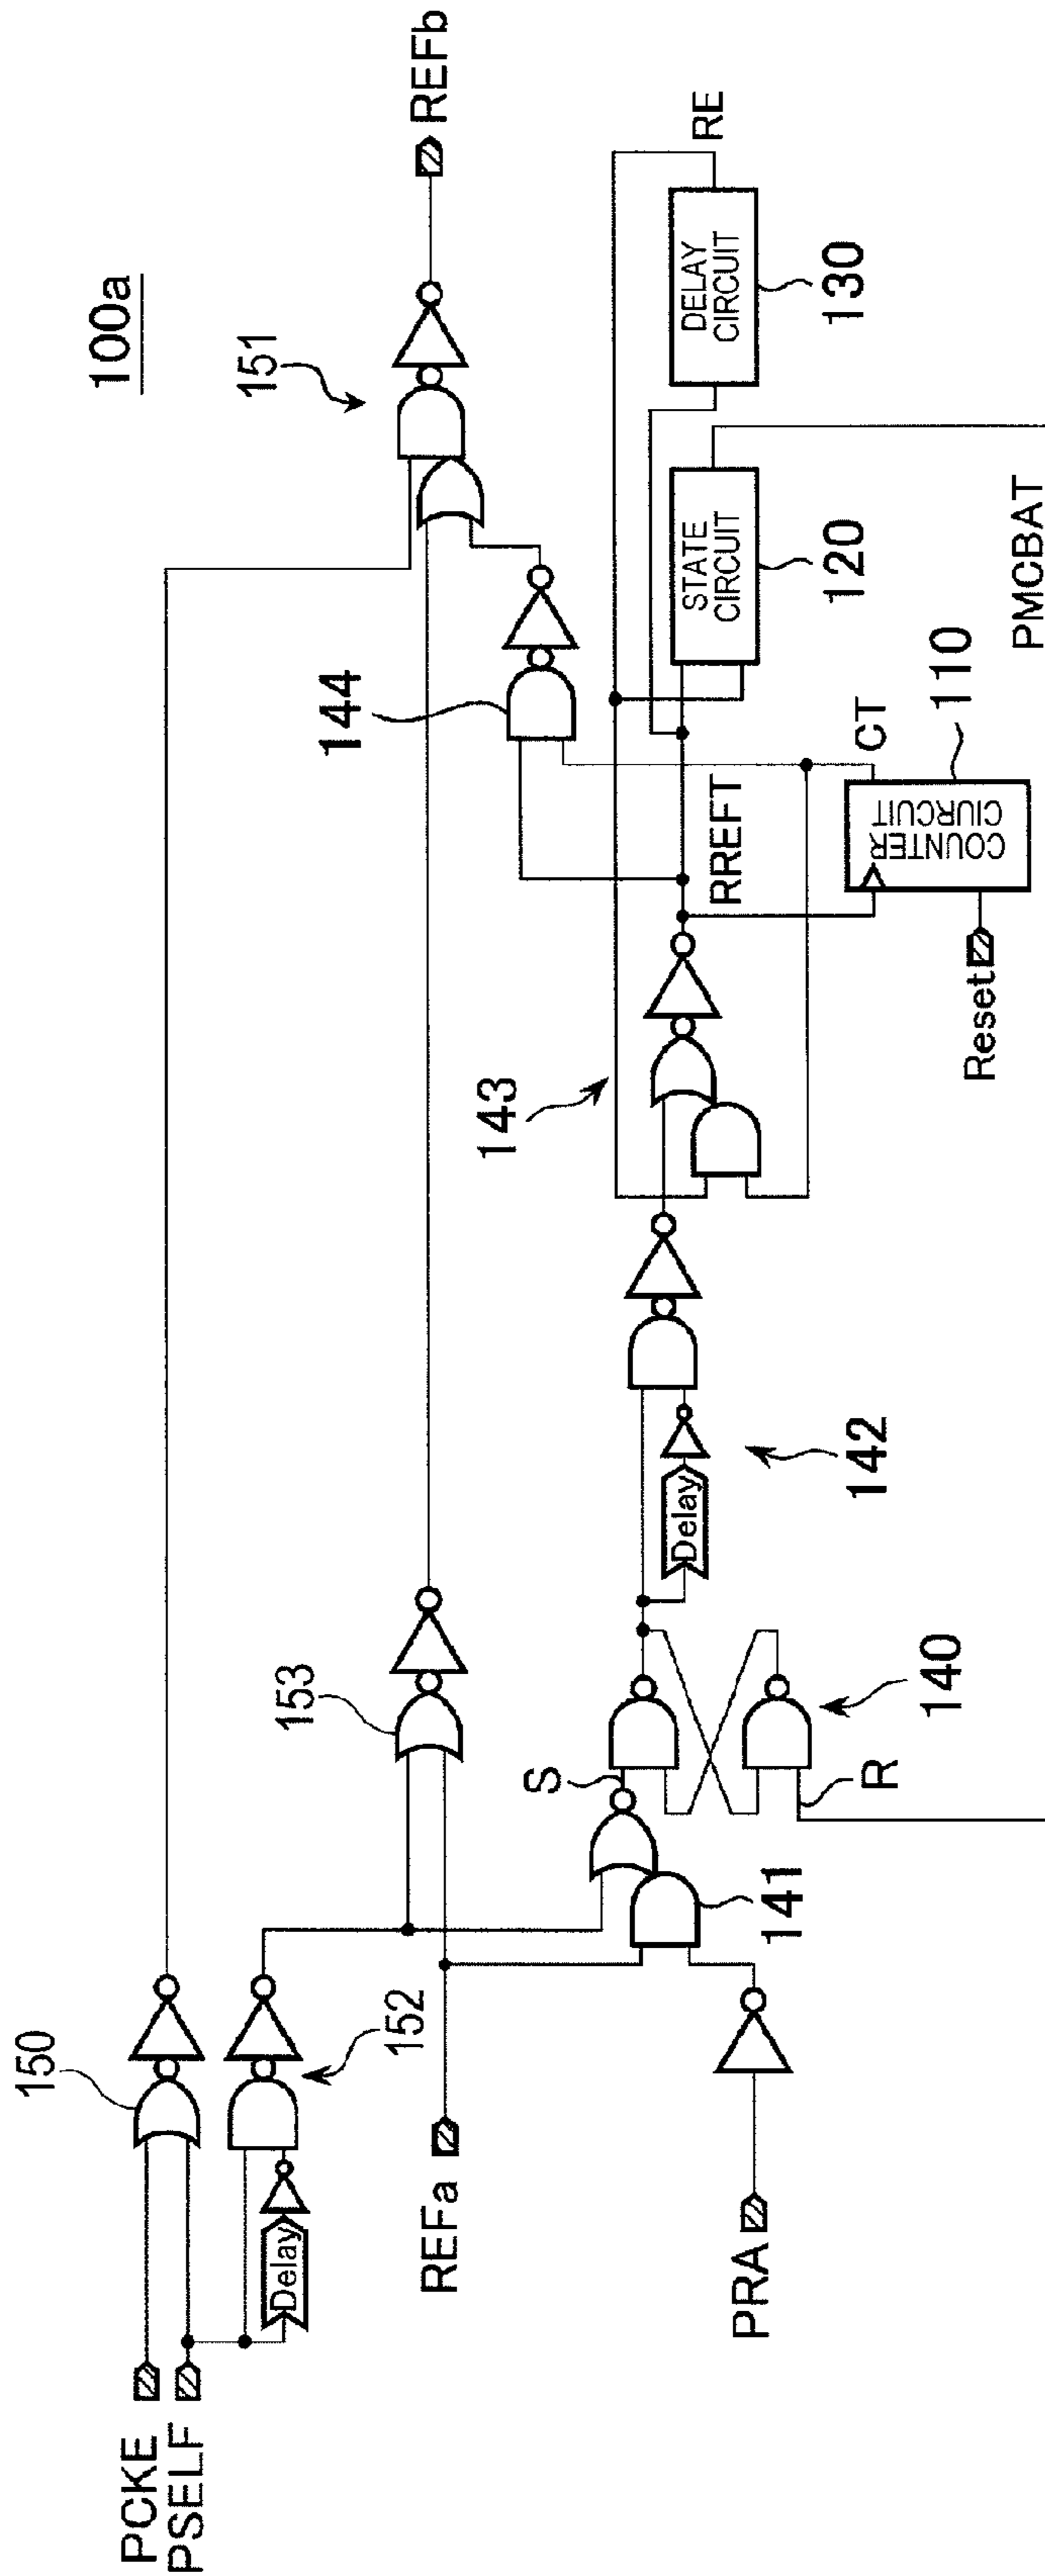 100a
PCKE
PSELF
150
Delay
152
REFa
PRA
153
141
S
R
140
Delay
142
143
RREFT
144
151
REFb
Reset
COUNTER
CIURCUIT
CT
110
STATE
CIRCUIT
120
PMCBAT
DELAY
CIRCUIT
130
RE